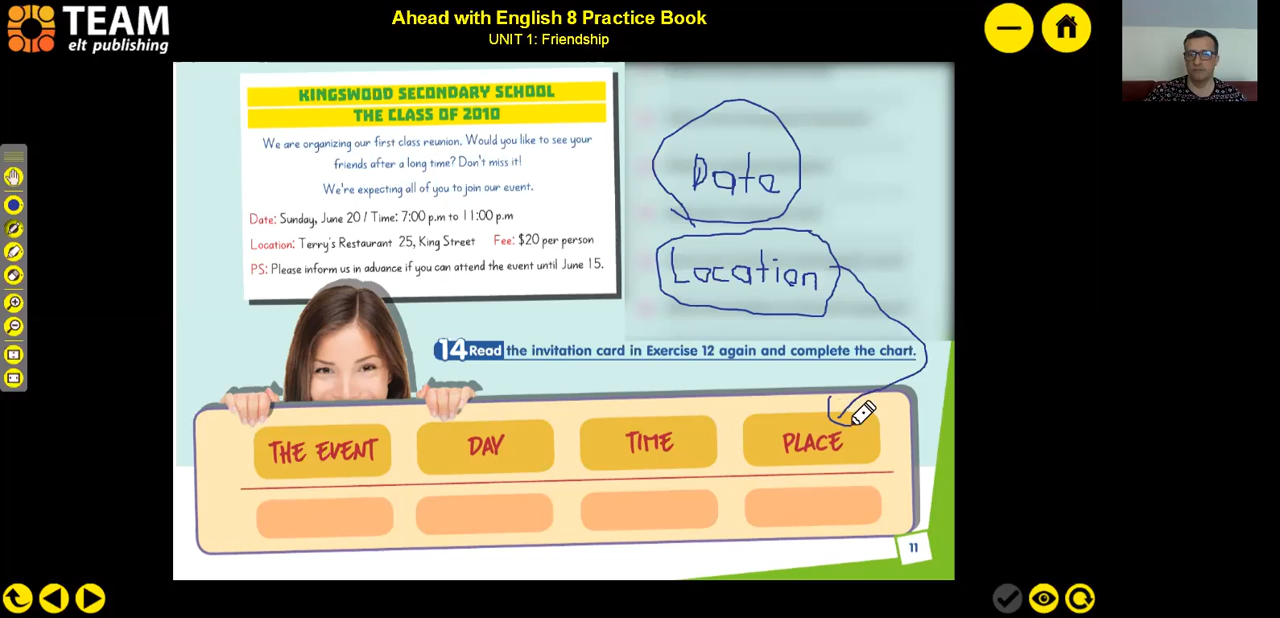 TEAM
elt publishing
Ahead with English 8 Practice Book
UNIT 1: Friendship
KINGSWOOD SECONDARY SCHOOL
THE CLASS OF 2010
We are organizing our first class reunion. Would you like to see your
friends after a long time? Don't miss it!
We're expecting all of you to join our event.
Date: Sunday, June 20 / Time: 7:00 p.m to 11:00 p.m
Location: Terry's Restaurant 25, King Street Fee: $20 per person
PS: Please inform us in advance if you can attend the event until June 15.
Date
Location
14 Read the invitation card in Exercise 12 again and complete the chart.
THE EVENT DAY TIME PLACE
11